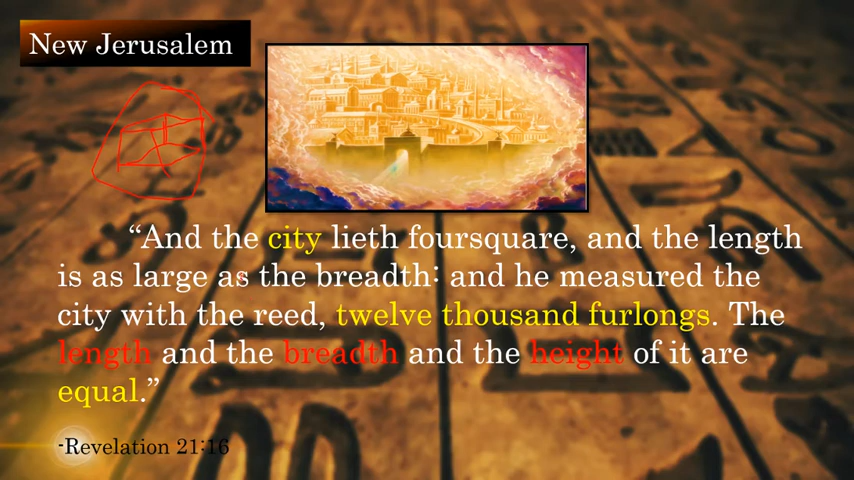 New Jerusalem
“And the city lieth foursquare, and the length
is as large as the breadth: and he measured the
city with the reed, twelve thousand furlongs. The
length and the breadth and the height of it are
equal.”
-Revelation 21:16